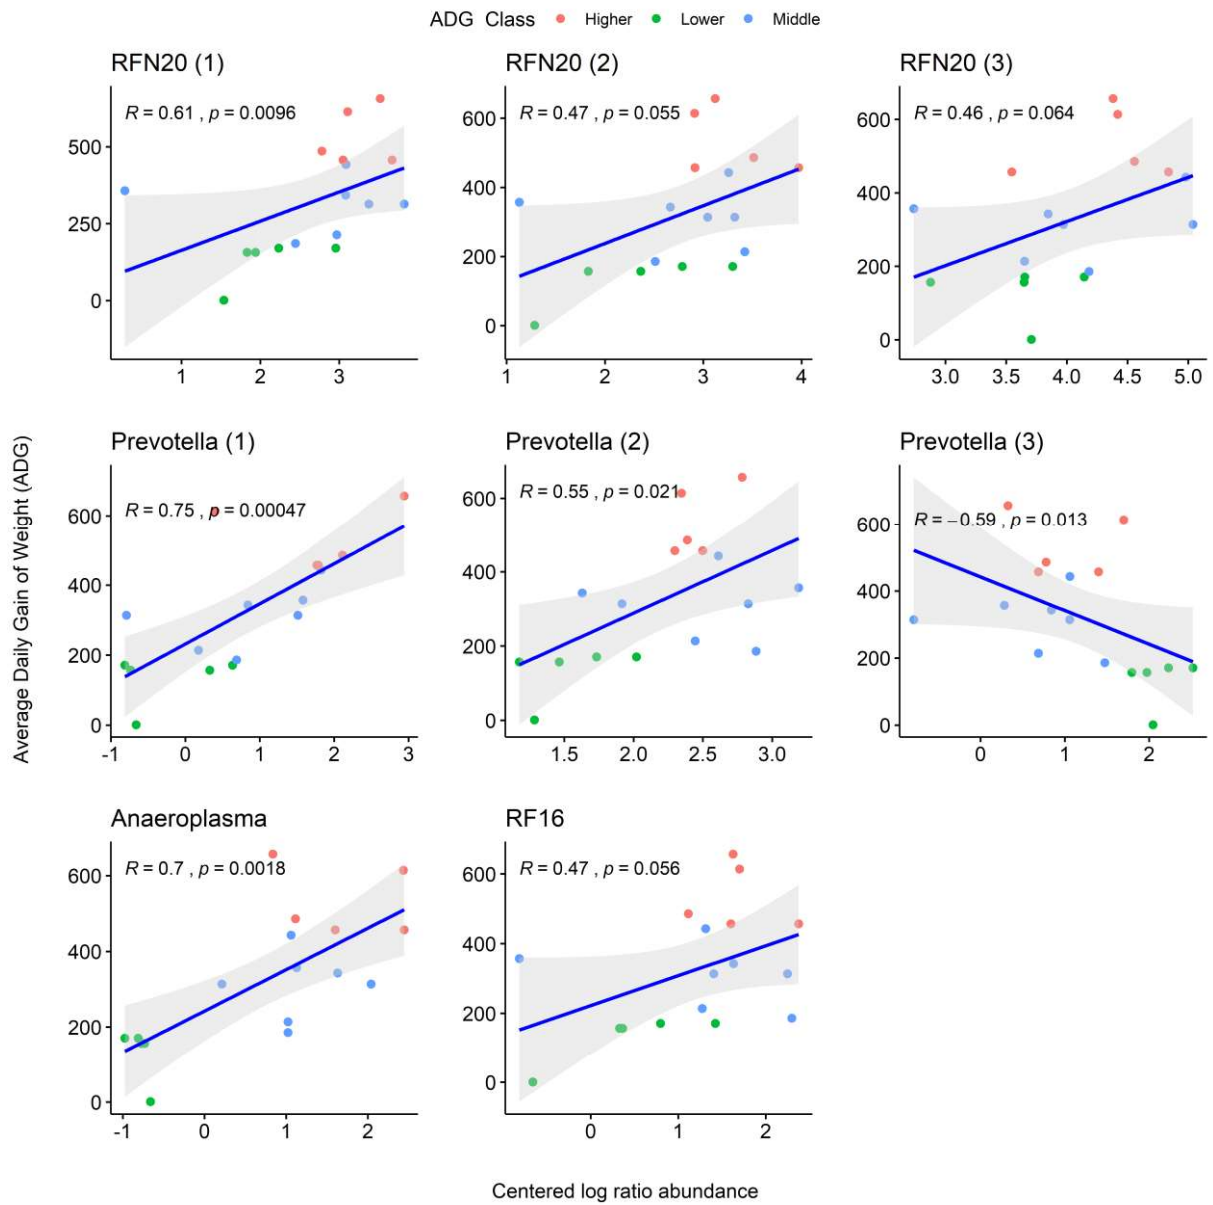 ADG Class Higher Lower Middle
RFN20 (1) RFN20 (2) RFN20 (3)
R = 0.61 , p = 0.0096
500
250
0
1 2 3
R = 0.47 , p = 0.055
600
400
200
0
1 2 3 4
R = 0.46 , p = 0.064
600
400
200
0
3.0 3.5 4.0 4.5 5.0
Average Daily Gain of Weight (ADG)
Prevotella (1) Prevotella (2) Prevotella (3)
R = 0.75 , p = 0.00047
600
400
200
0
-1 0 1 2 3
R = 0.55 , p = 0.021
600
400
200
0
1.5 2.0 2.5 3.0
R = −0.59 , p = 0.013
600
400
200
0
0 1 2
Anaeroplasma RF16
R = 0.7 , p = 0.0018
600
400
200
0
-1 0 1 2
R = 0.47 , p = 0.056
600
400
200
0
0 1 2
Centered log ratio abundance